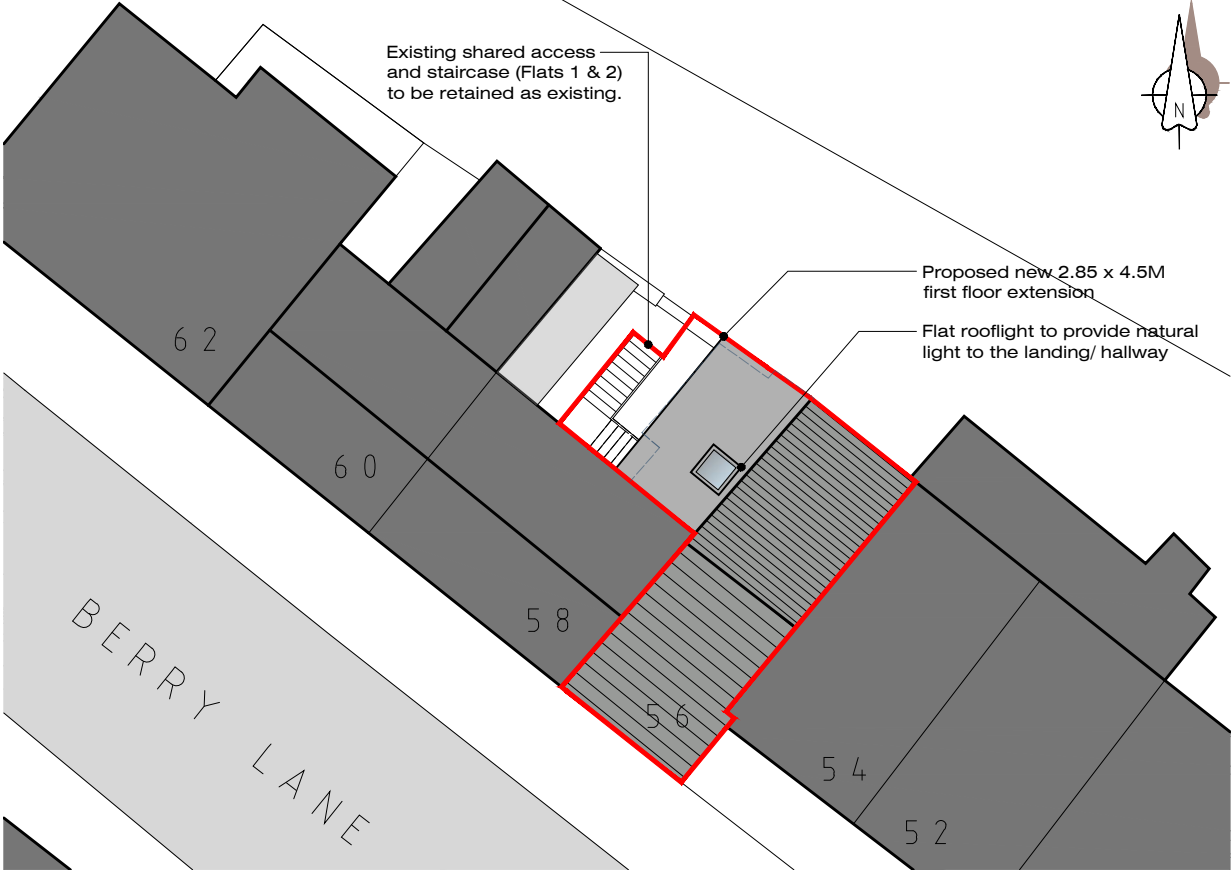 Existing shared access
and staircase (Flats 1 & 2)
to be retained as existing.
N
Proposed new 2.85 x 4.5M
first floor extension
Flat rooflight to provide natural
light to the landing/ hallway
62
60
58
56
54
52
BERRY LANE